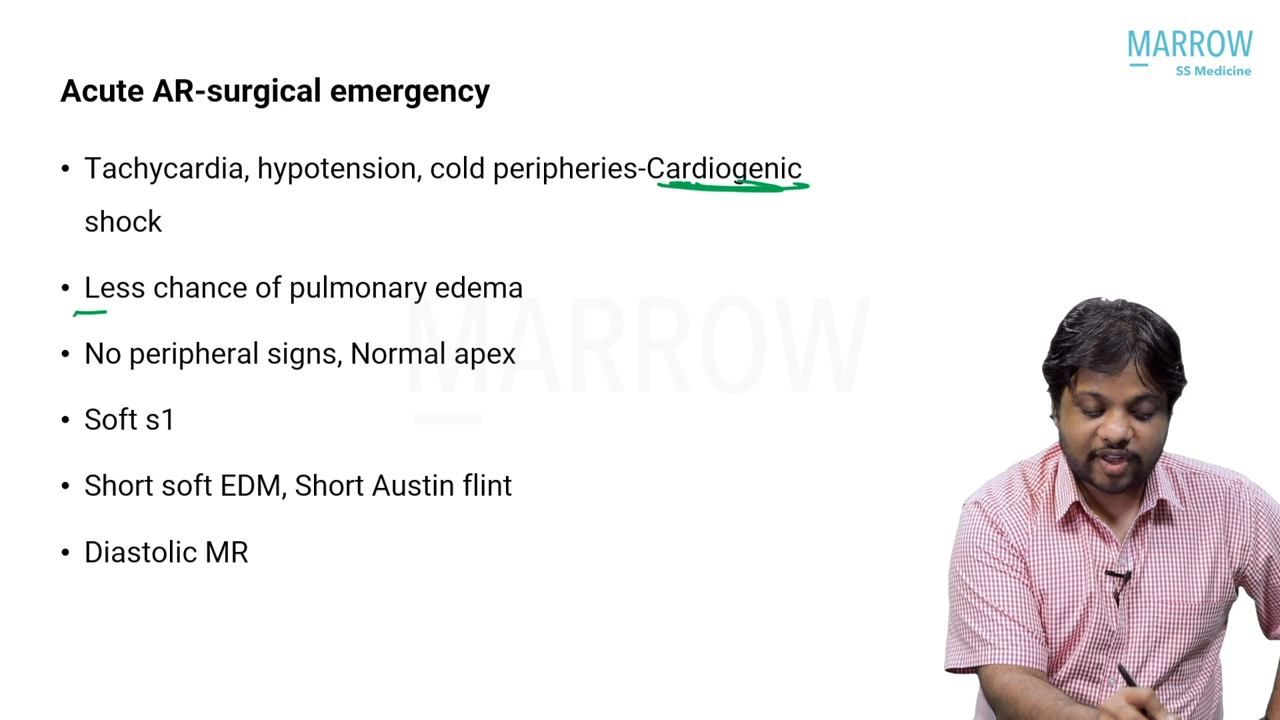 MARROW
SS Medicine
Acute AR-surgical emergency
• Tachycardia, hypotension, cold peripheries-Cardiogenic
shock
• Less chance of pulmonary edema
• No peripheral signs, Normal apex
• Soft s1
• Short soft EDM, Short Austin flint
• Diastolic MR
MARROW